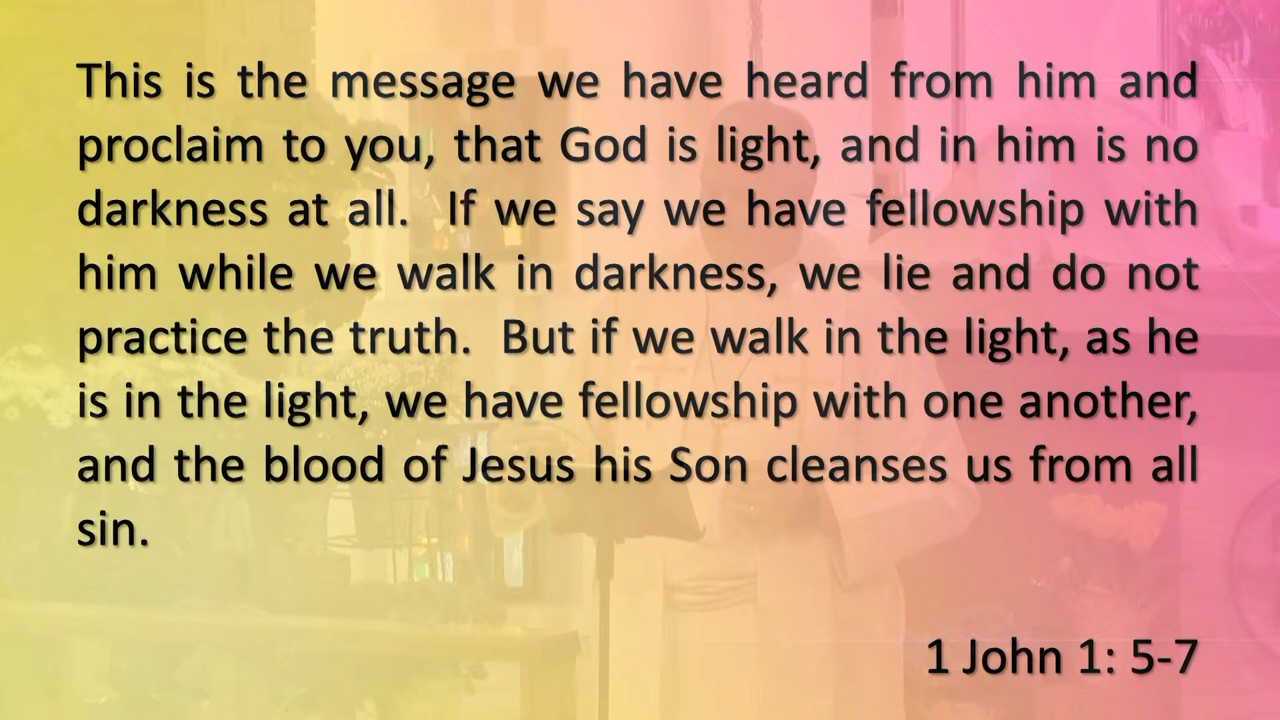 This is the message we have heard from him and
proclaim to you, that God is light, and in him is no
darkness at all.  If we say we have fellowship with
him while we walk in darkness, we lie and do not
practice the truth.  But if we walk in the light, as he
is in the light, we have fellowship with one another,
and the blood of Jesus his Son cleanses us from all
sin.
1 John 1: 5-7